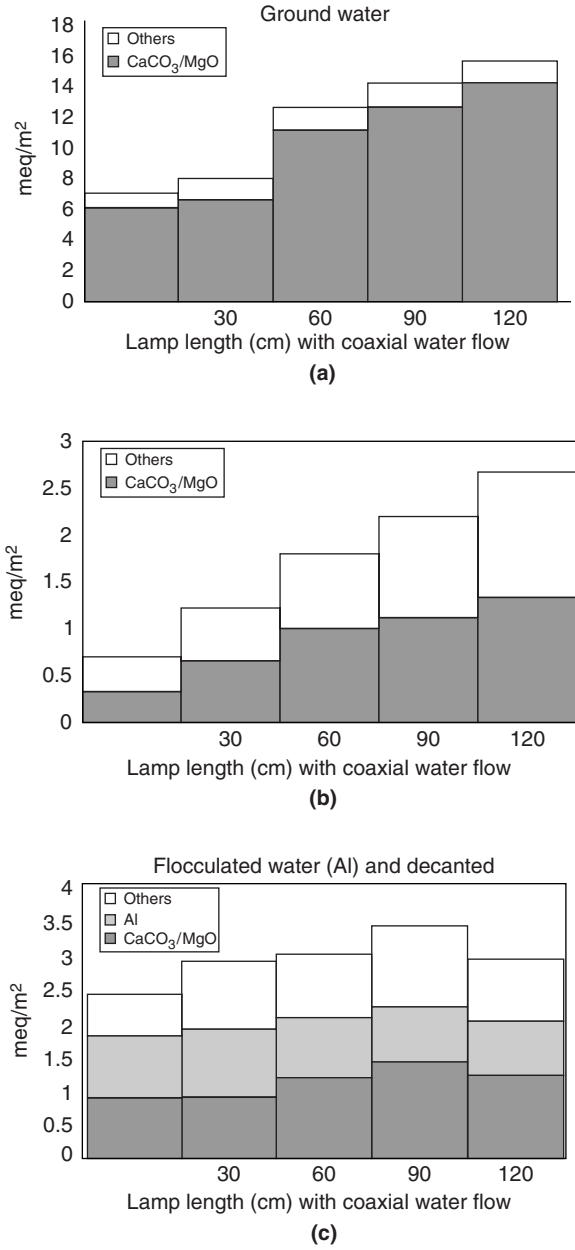 Ground water
18
16
14
12
10
8
6
4
2
0
meq/m²
Others
CaCO₃/MgO
30 60 90 120
Lamp length (cm) with coaxial water flow
(a)
3
2.5
2
1.5
1
0.5
0
meq/m²
Others
CaCO₃/MgO
30 60 90 120
Lamp length (cm) with coaxial water flow
(b)
Flocculated water (Al) and decanted
4
3.5
3
2.5
2
1.5
1
0.5
0
meq/m²
Others
Al
CaCO₃/MgO
30 60 90 120
Lamp length (cm) with coaxial water flow
(c)